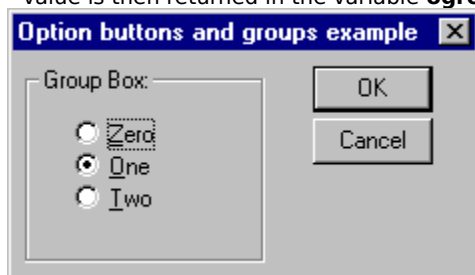 value is then returned in the variable
Option buttons and groups example
Group Box:
OK
Zero
Cancel
One
Two